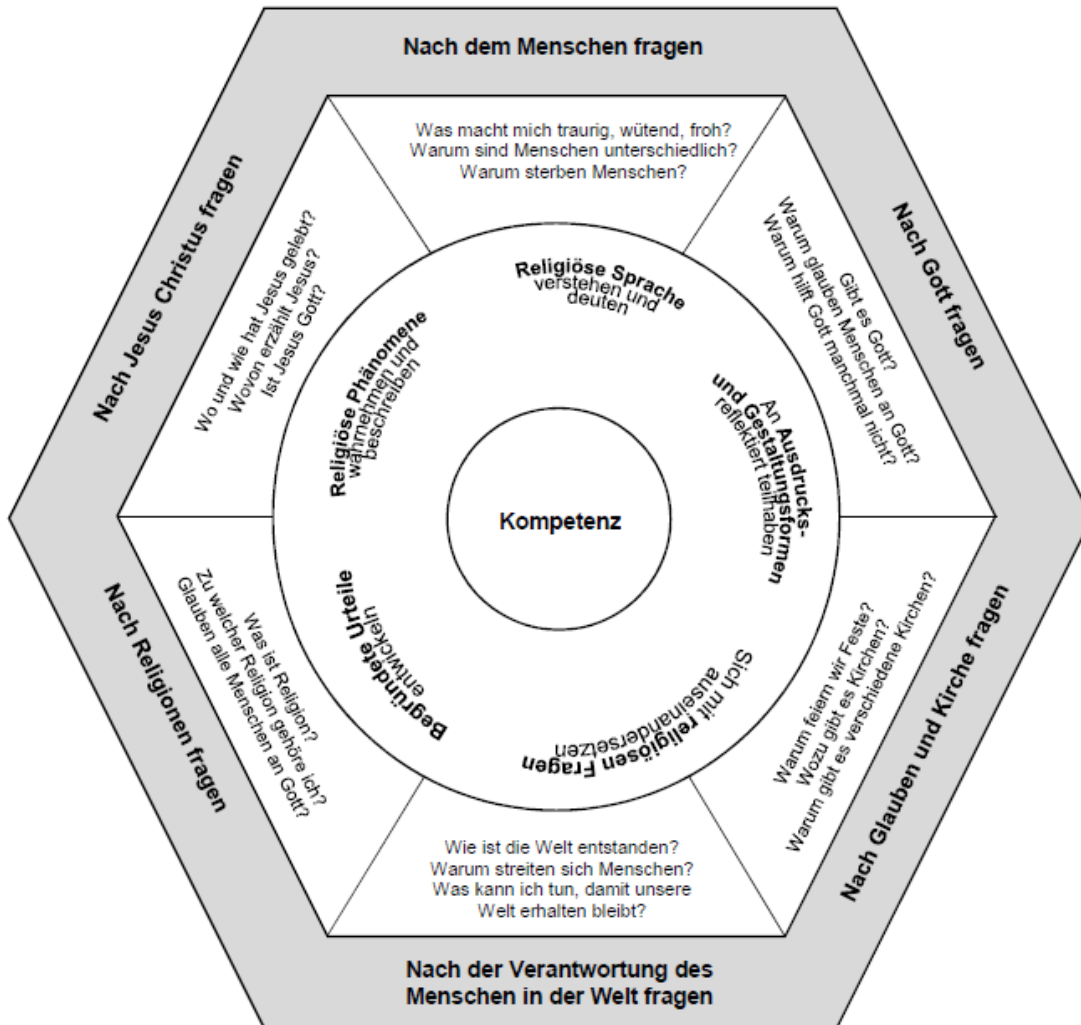 Nach dem Menschen fragen
Was macht mich traurig, wütend, froh?
Warum sind Menschen unterschiedlich?
Warum sterben Menschen?
Nach Gott fragen
Gibt es Gott?
Warum glauben Menschen an Gott?
Warum hilft Gott manchmal nicht?
Nach Glauben und Kirche fragen
Warum feiern wir Feste?
Wozu gibt es Kirchen?
Warum gibt es verschiedene Kirchen?
Nach der Verantwortung des
Menschen in der Welt fragen
Wie ist die Welt entstanden?
Warum streiten sich Menschen?
Was kann ich tun, damit unsere
Welt erhalten bleibt?
Nach Religionen fragen
Was ist Religion?
Zu welcher Religion gehöre ich?
Glauben alle Menschen an Gott?
Nach Jesus Christus fragen
Wo und wie hat Jesus gelebt?
Wovon erzählt Jesus?
Ist Jesus Gott?
Religiöse Sprache
verstehen und
deuten
An Ausdrucks-
und Gestaltungsformen
reflektiert teilhaben
Sich mit religiösen Fragen
auseinandersetzen
Begründete Urteile
entwickeln
Religiöse Phänomene
wahrnehmen und
beschreiben
Kompetenz